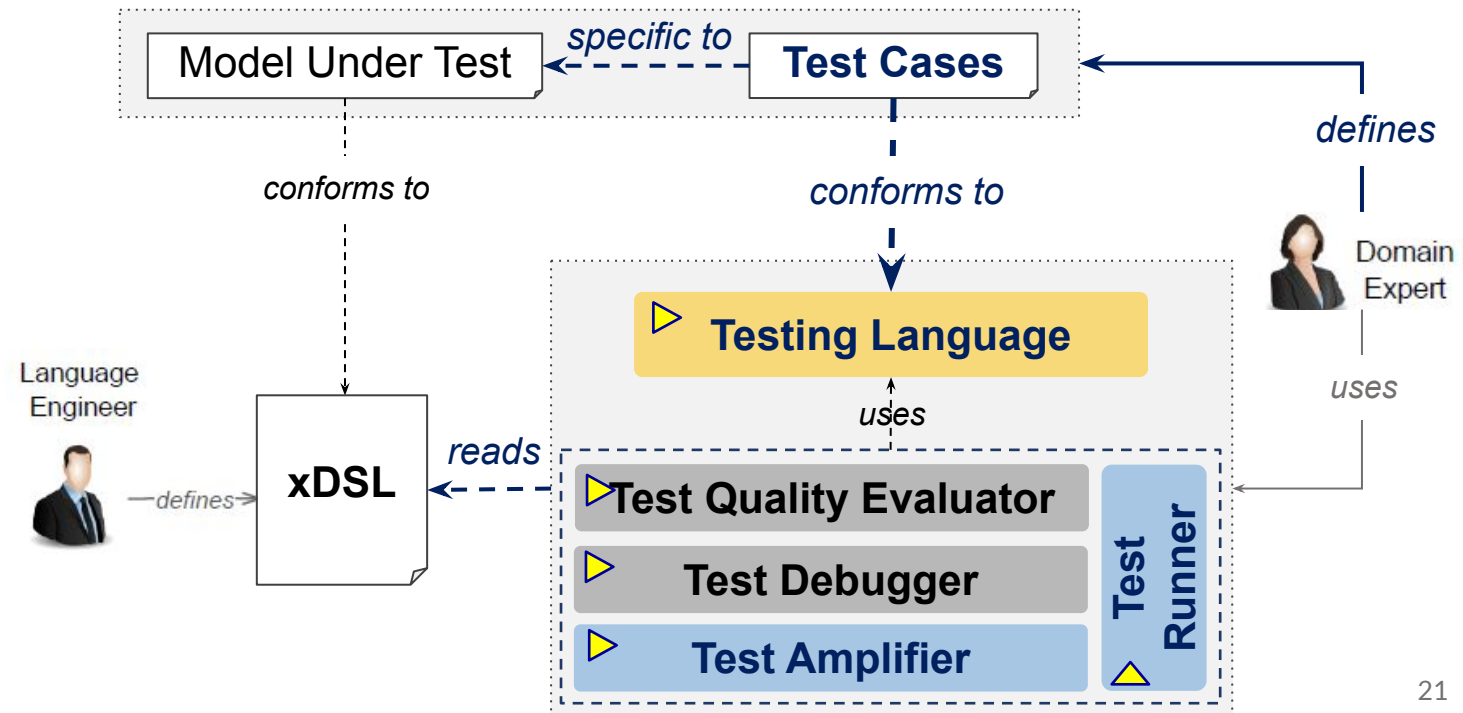 specific to
Model Under Test
Test Cases
defines
conforms to
conforms to
Domain
Expert
Testing Language
Language
Engineer
uses
uses
reads
xDSL
defines
Test Quality Evaluator
Test Debugger
Test Amplifier
Test
Runner
21